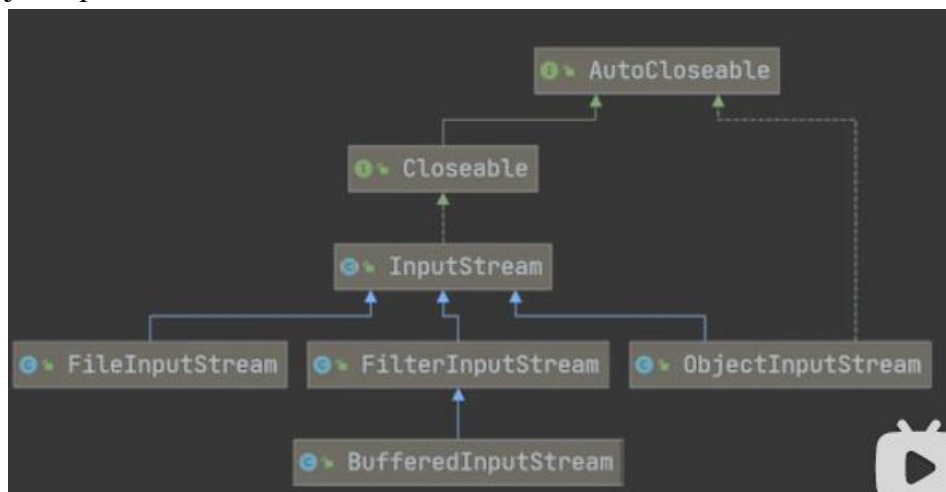 AutoCloseable
Closeable
InputStream
FileInputStream
FilterInputStream
ObjectInputStream
BufferedInputStream